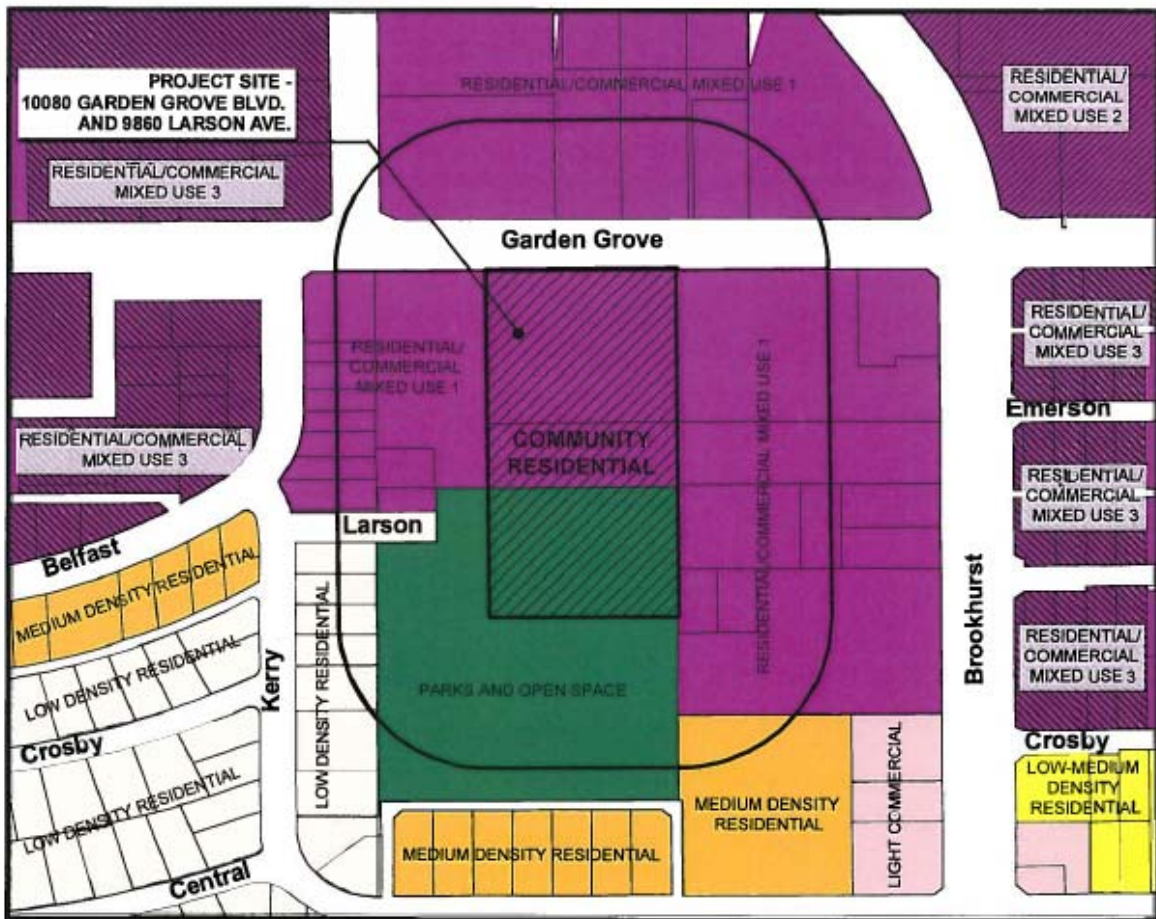 RESIDENTIAL/COMMERCIAL MIXED USE 1
PROJECT SITE -
10080 GARDEN GROVE BLVD.
AND 9860 LARSON AVE.
RESIDENTIAL/
COMMERCIAL
MIXED USE 2
RESIDENTIAL/COMMERCIAL
MIXED USE 3
Garden Grove
RESIDENTIAL/
COMMERCIAL
MIXED USE 1
RESIDENTIAL/
COMMERCIAL
MIXED USE 3
Emerson
RESIDENTIAL/COMMERCIAL
MIXED USE 3
COMMUNITY
RESIDENTIAL
RESIDENTIAL/COMMERCIAL MIXED USE 1
RESIDENTIAL/
COMMERCIAL
MIXED USE 3
Larson
Belfast
MEDIUM DENSITY RESIDENTIAL
LOW DENSITY RESIDENTIAL
Kerry
LOW DENSITY RESIDENTIAL
PARKS AND OPEN SPACE
Brookhurst
RESIDENTIAL/
COMMERCIAL
MIXED USE 3
Crosby
Crosby
LOW DENSITY RESIDENTIAL
MEDIUM DENSITY
RESIDENTIAL
LIGHT COMMERCIAL
LOW-MEDIUM
DENSITY
RESIDENTIAL
MEDIUM DENSITY RESIDENTIAL
Central